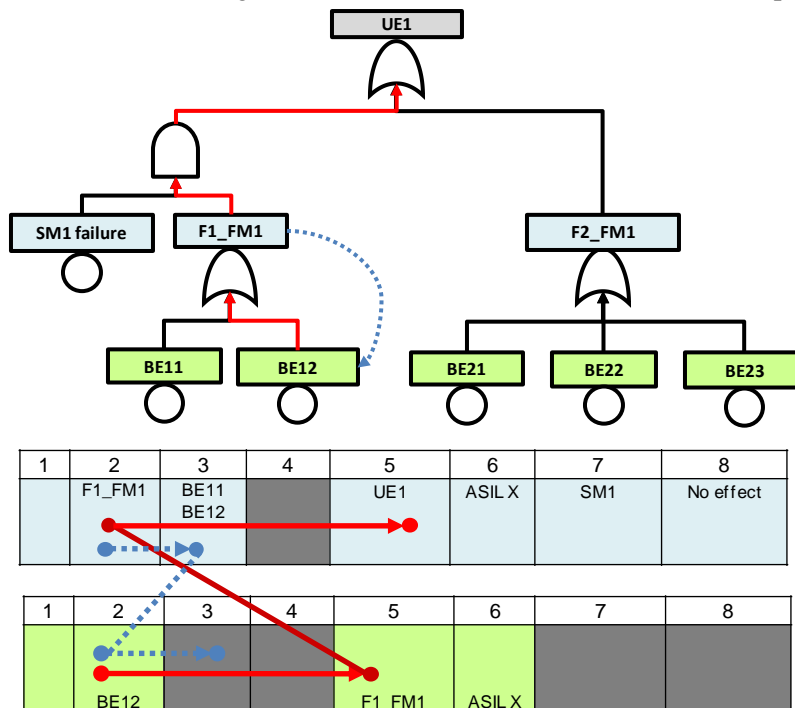 UE1
SM1 failure F1_FM1 F2_FM1
BE11 BE12 BE21 BE22 BE23
1 2 3 4 5 6 7 8
F1_FM1 BE11 UE1 ASIL X SM1 No effect
BE12
1 2 3 4 5 6 7 8
BE12 F1_FM1 ASIL X